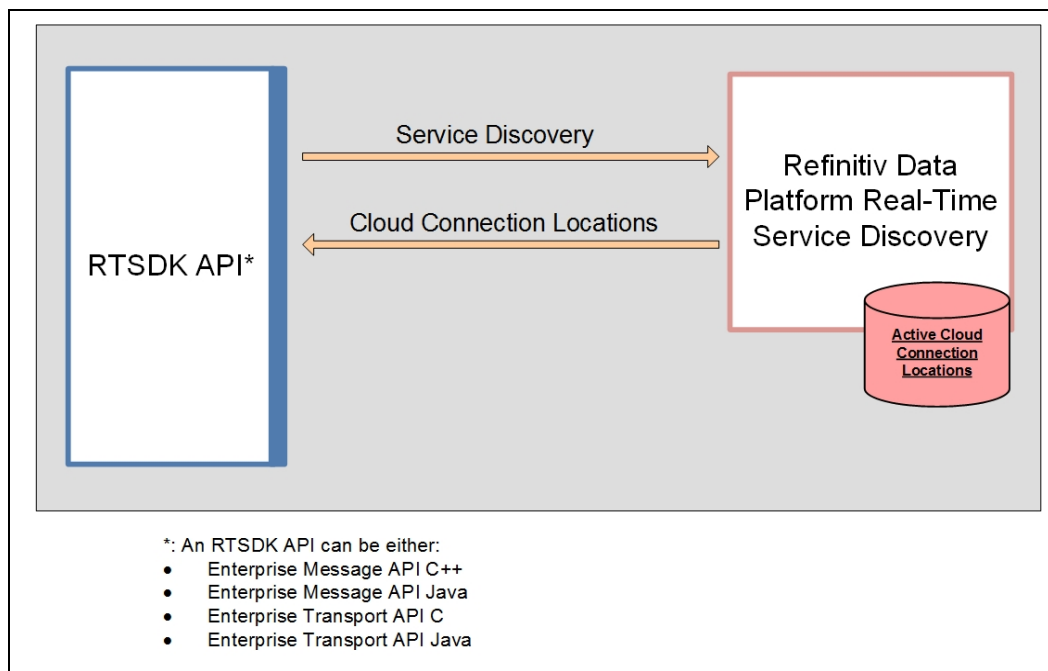 Service Discovery
Cloud Connection Locations
RTSDK API*
Refinitiv Data
Platform Real-Time
Service Discovery
Active Cloud
Connection
Locations
*: An RTSDK API can be either:
• Enterprise Message API C++
• Enterprise Message API Java
• Enterprise Transport API C
• Enterprise Transport API Java